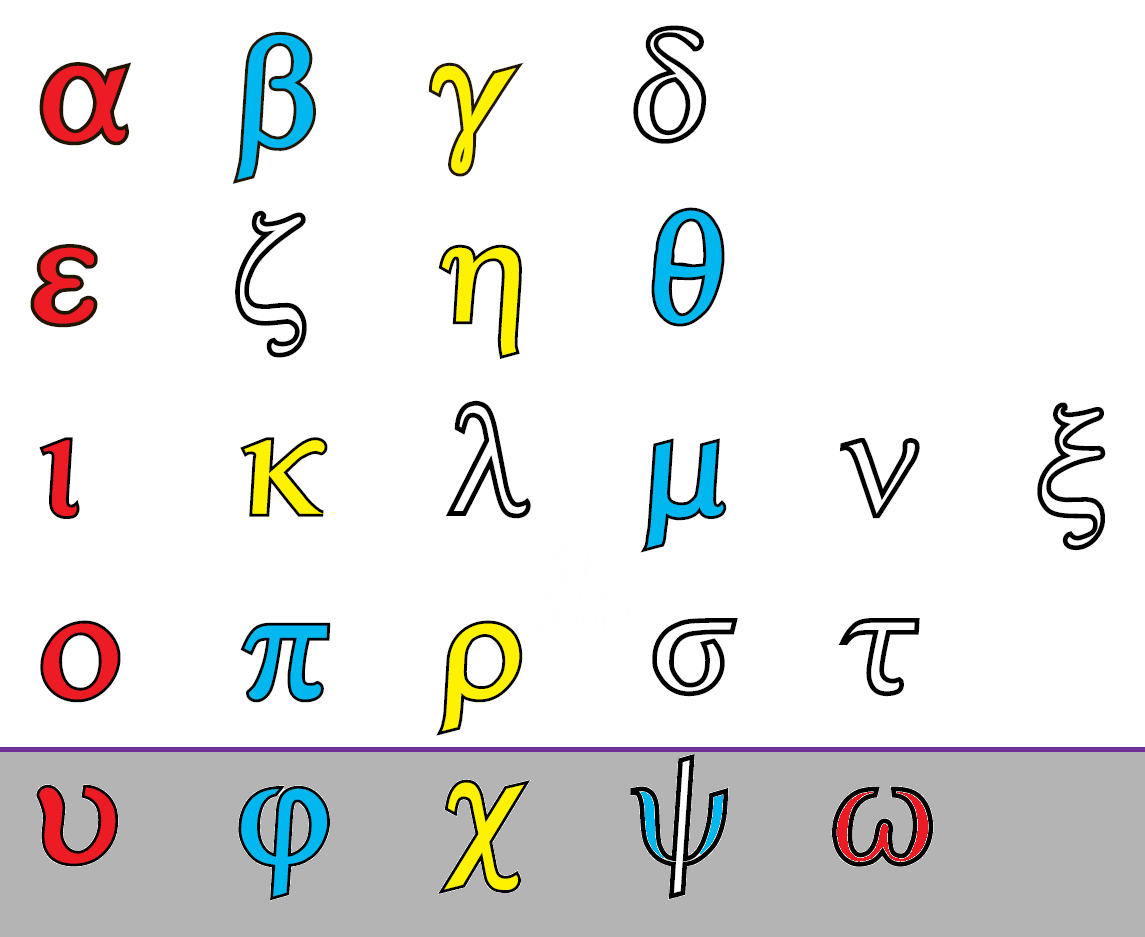 α β γ δ
ε ζ η θ
ι κ λ μ ν ξ
ο π ρ σ τ
υ φ χ ψ ω